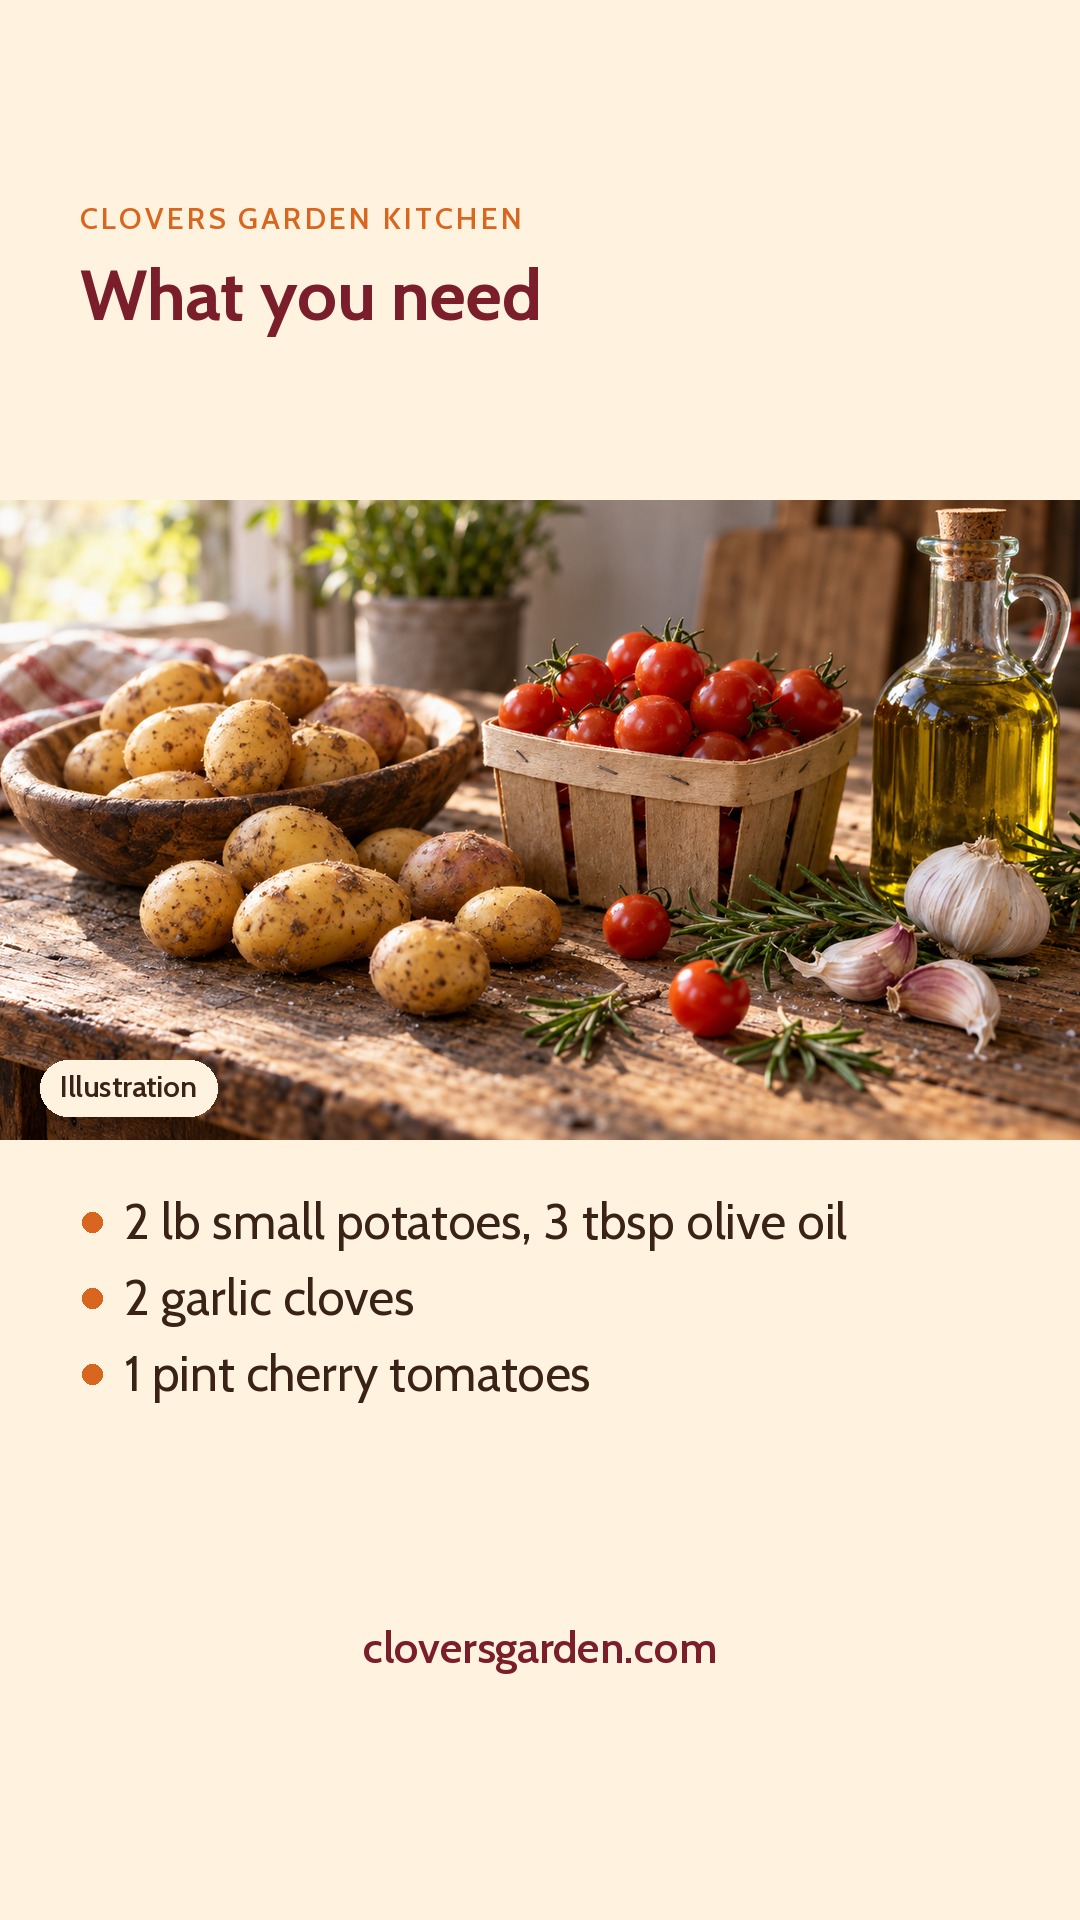 CLOVERS GARDEN KITCHEN
What you need
Illustration
2 lb small potatoes, 3 tbsp olive oil
2 garlic cloves
1 pint cherry tomatoes
cloversgarden.com